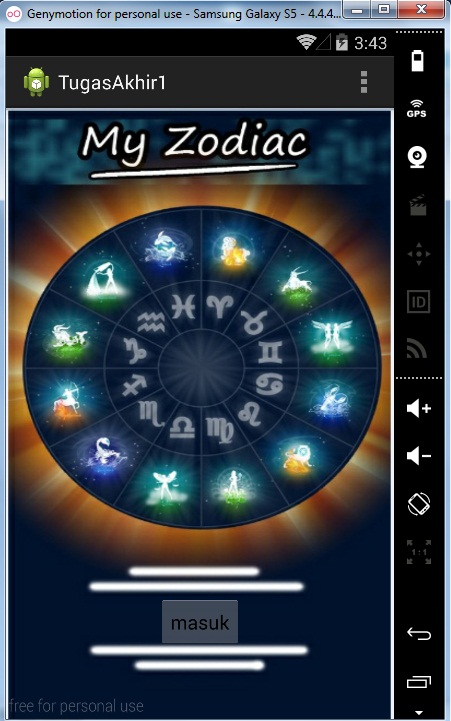 Genymotion for personal use - Samsung Galaxy S5 - 4.4.4...
3:43
GPS
TugasAkhir1
My Zodiac
ID
♓ ♈
♒ ♉
♑ ♊
♐ ♋
♏ ♌
♎ ♍
1:1
masuk
free for personal use